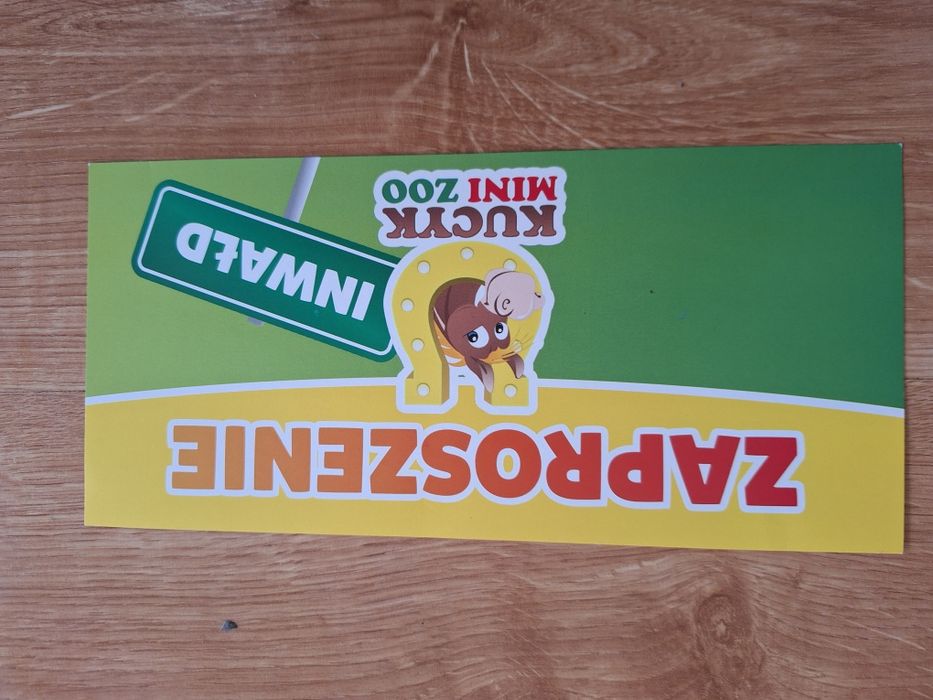 ZAPROSZENIE
KUCYK
MINI ZOO
INWAŁD